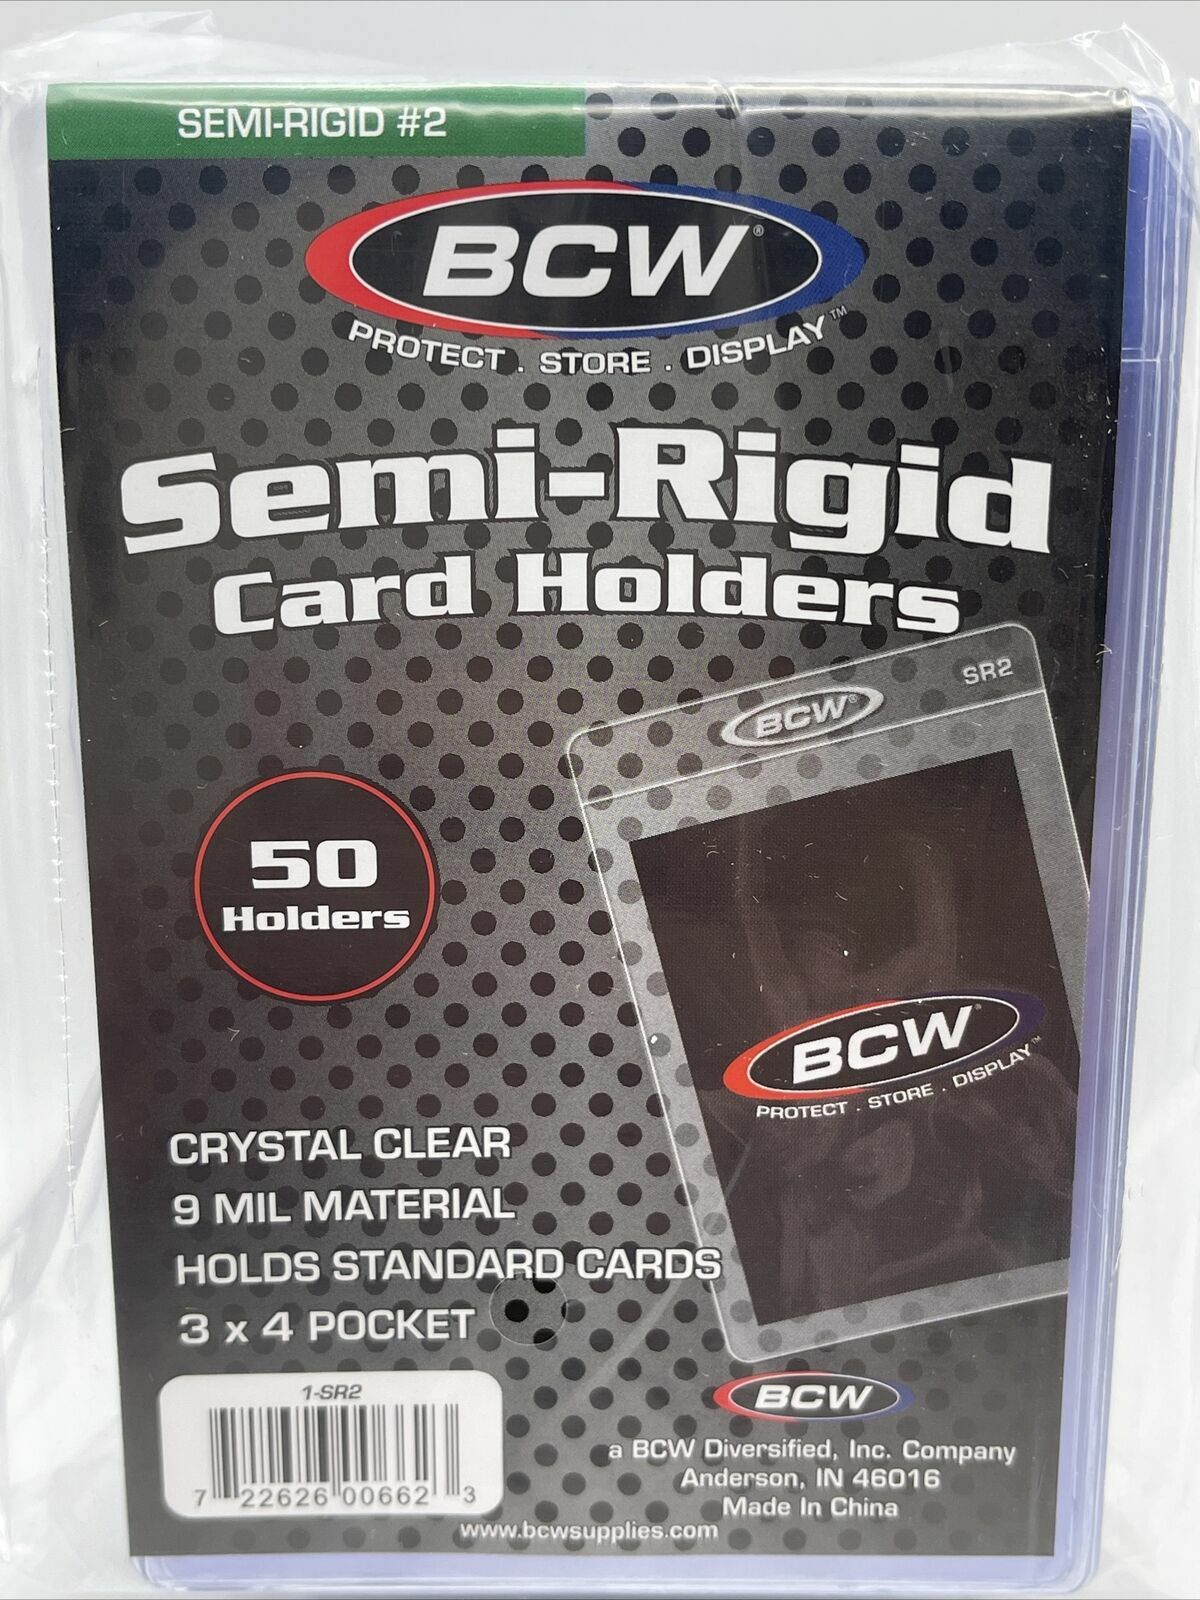 SEMI-RIGID #2
BCW®
PROTECT . STORE . DISPLAY™
Semi-Rigid
Card Holders
SR2
BCW®
50
Holders
BCW
PROTECT . STORE . DISPLAY™
CRYSTAL CLEAR
9 MIL MATERIAL
HOLDS STANDARD CARDS
3 x 4 POCKET
1-SR2
7 22626 00662 3
BCW
a BCW Diversified, Inc. Company
Anderson, IN 46016
Made In China
www.bcwsupplies.com